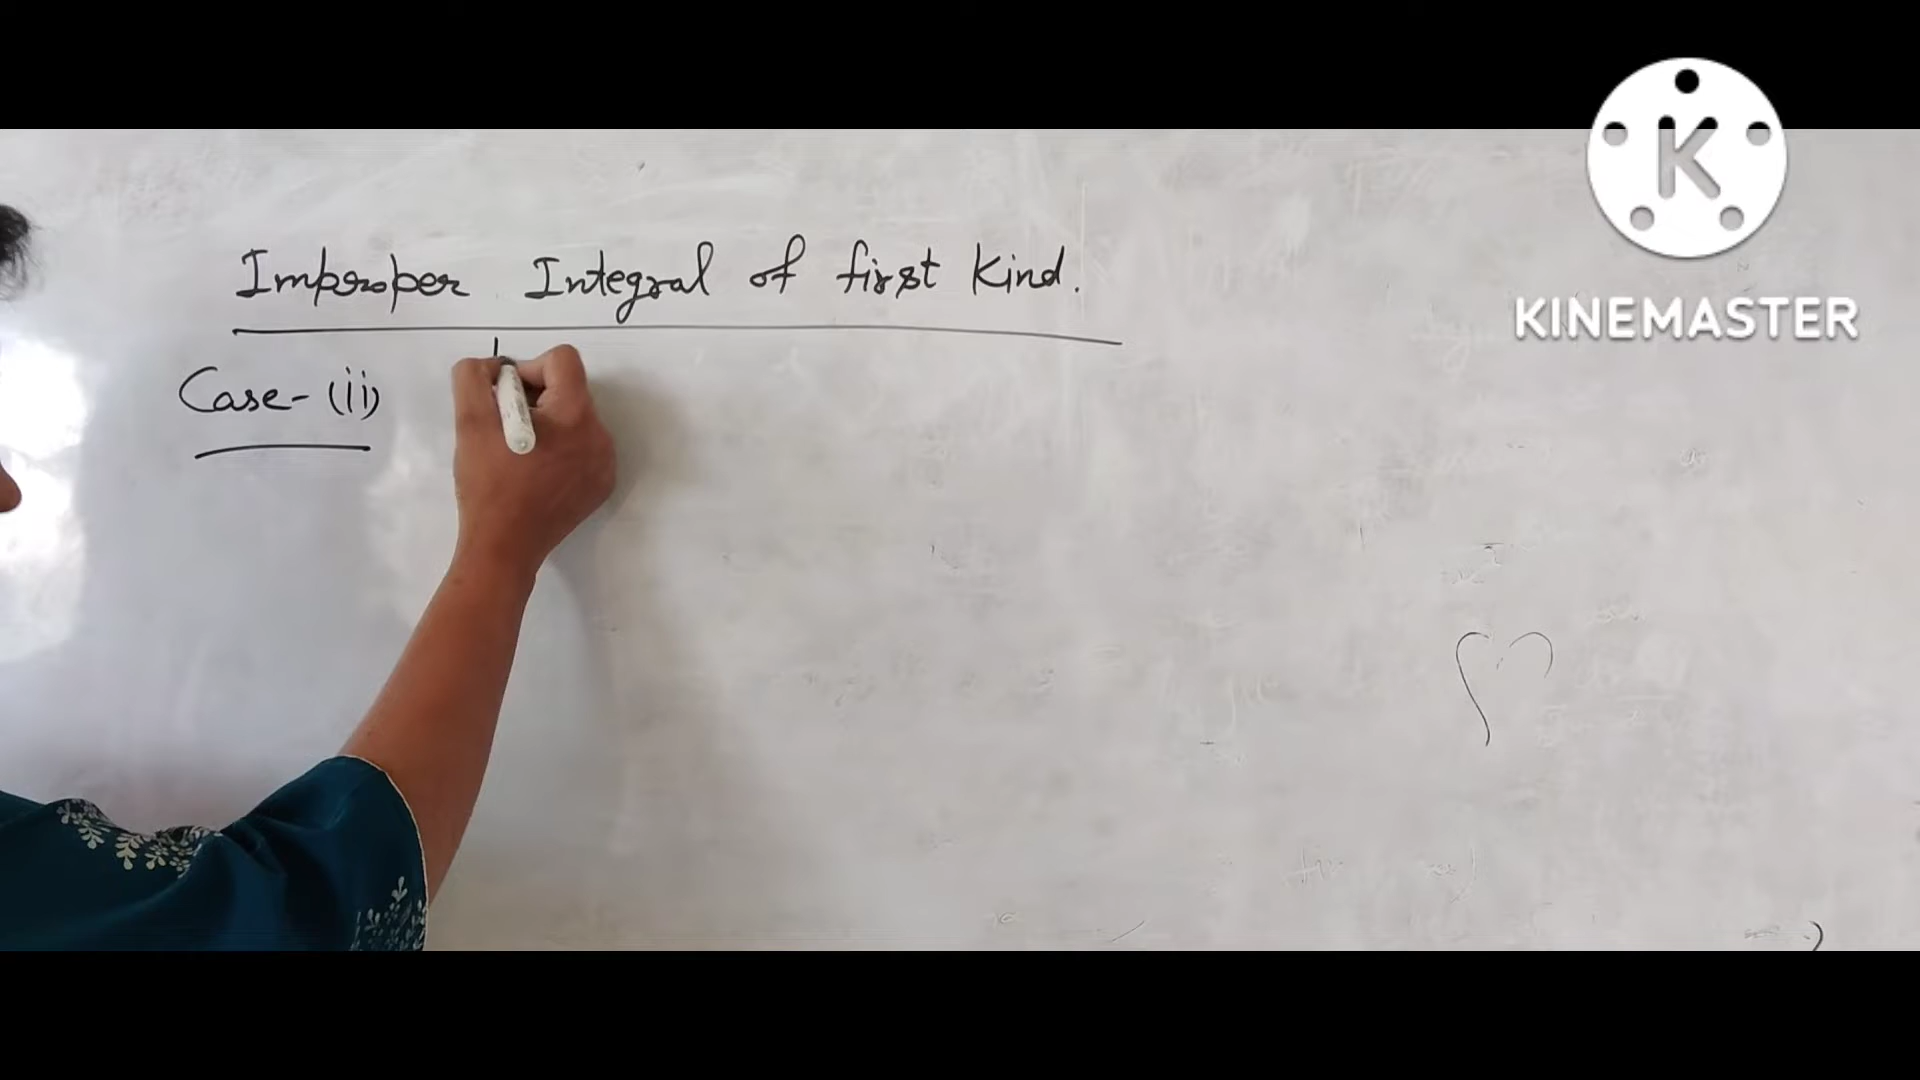 Improper Integral of first Kind.
Case-(ii)
K
KINEMASTER